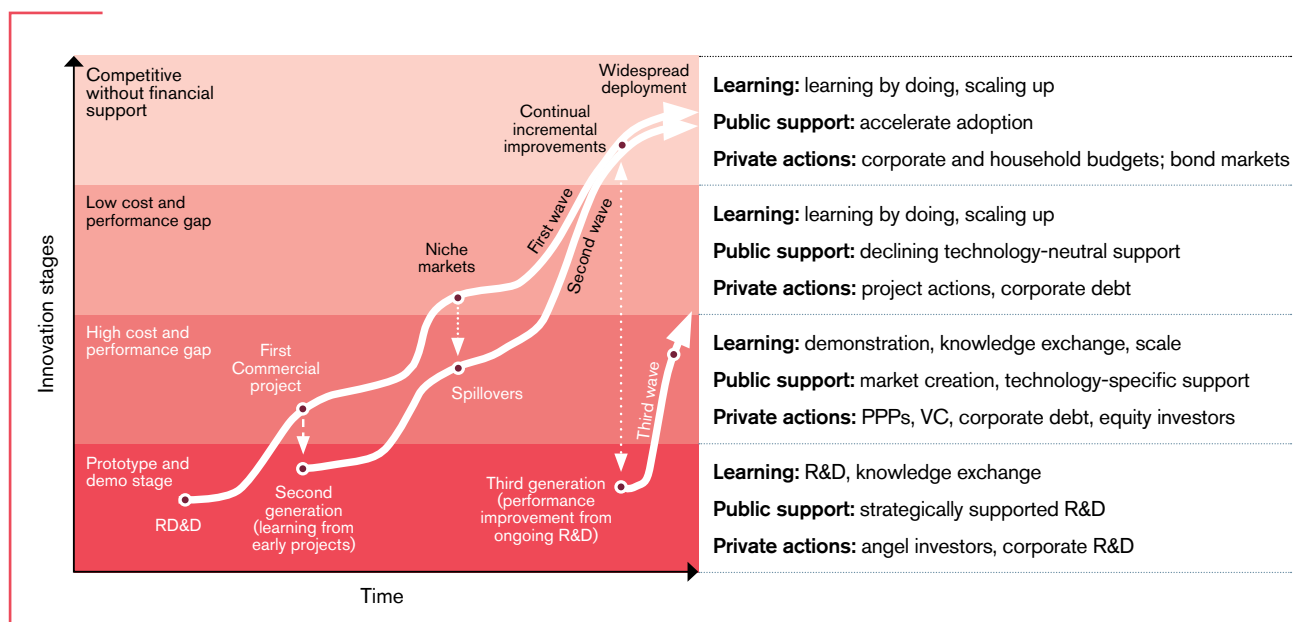 Competitive
without financial
support
Widespread
deployment
Continual
incremental
improvements
Low cost and
performance gap
First wave
Second wave
Niche
markets
High cost and
performance gap
First
Commercial
project
Spillovers
Third wave
Prototype and
demo stage
RD&D
Second
generation
(learning from
early projects)
Third generation
(performance
improvement from
ongoing R&D)
Innovation stages
Time
Learning: learning by doing, scaling up
Public support: accelerate adoption
Private actions: corporate and household budgets; bond markets
Learning: learning by doing, scaling up
Public support: declining technology-neutral support
Private actions: project actions, corporate debt
Learning: demonstration, knowledge exchange, scale
Public support: market creation, technology-specific support
Private actions: PPPs, VC, corporate debt, equity investors
Learning: R&D, knowledge exchange
Public support: strategically supported R&D
Private actions: angel investors, corporate R&D